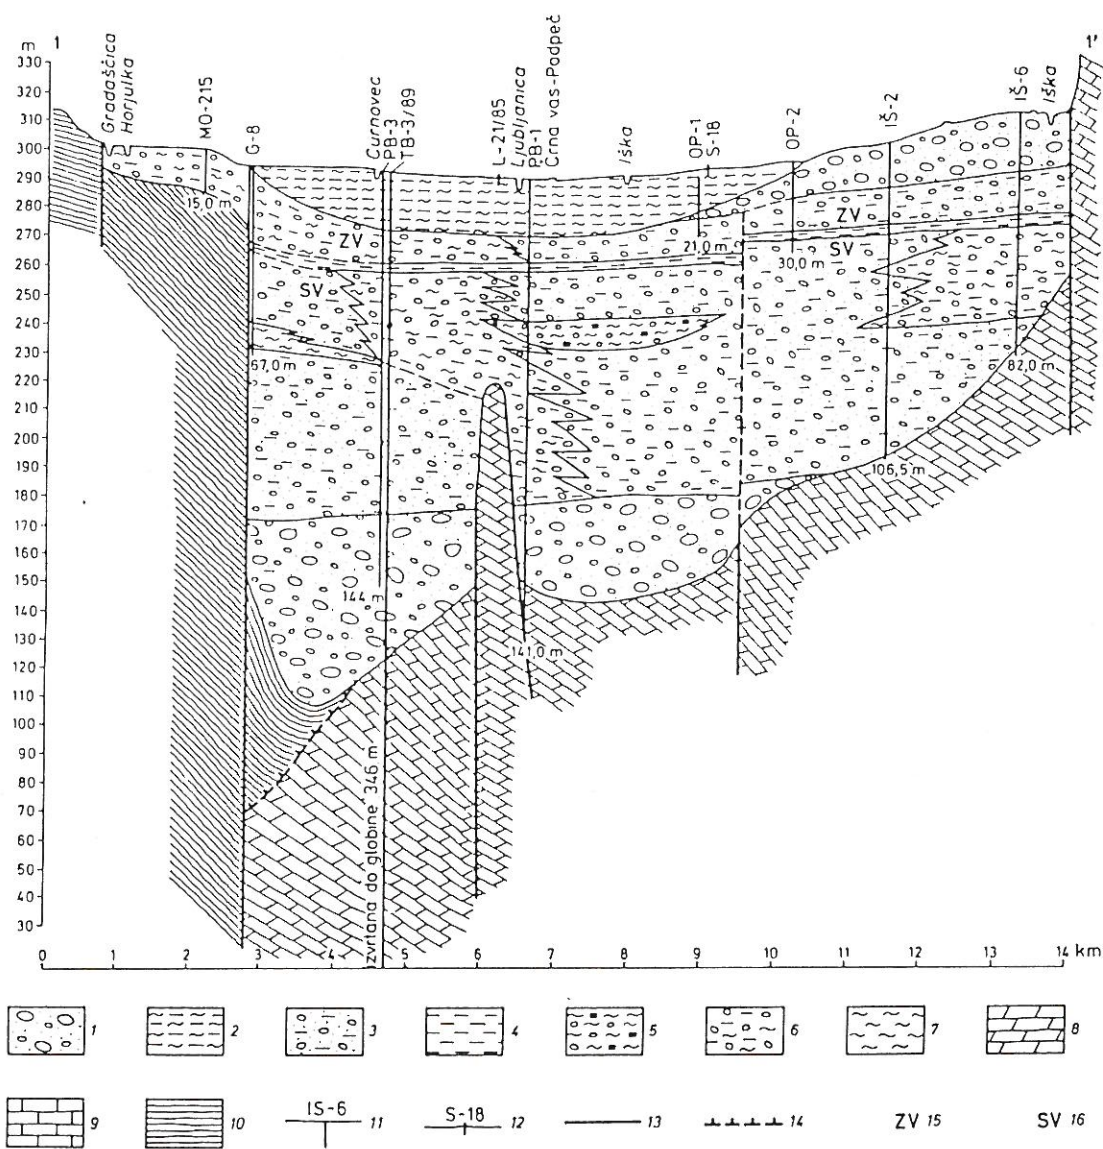 m
1
1'
330
320
310
300
290
280
270
260
250
240
230
220
210
200
190
180
170
160
150
140
130
120
110
100
90
80
70
60
50
40
30
Gradaščica
Horjulka
MO-215
G-8
Curnovec
PB-3
TB-3/89
L-21/85
Ljubljanica
PB-1
Crna vas-Podpeč
Iška
OP-1
S-18
OP-2
IŠ-2
IŠ-6
Iška
15,0 m
ZV
SV
67,0 m
144 m
Izvrtana do globine 346 m
141,0 m
21,0 m
ZV
SV
30,0 m
106,5 m
82,0 m
0 1 2 3 4 5 6 7 8 9 10 11 12 13 14 km
1 2 3 4 5 6 7 8
9 10 IS-6 11 S-18 12 13 14 ZV 15 SV 16